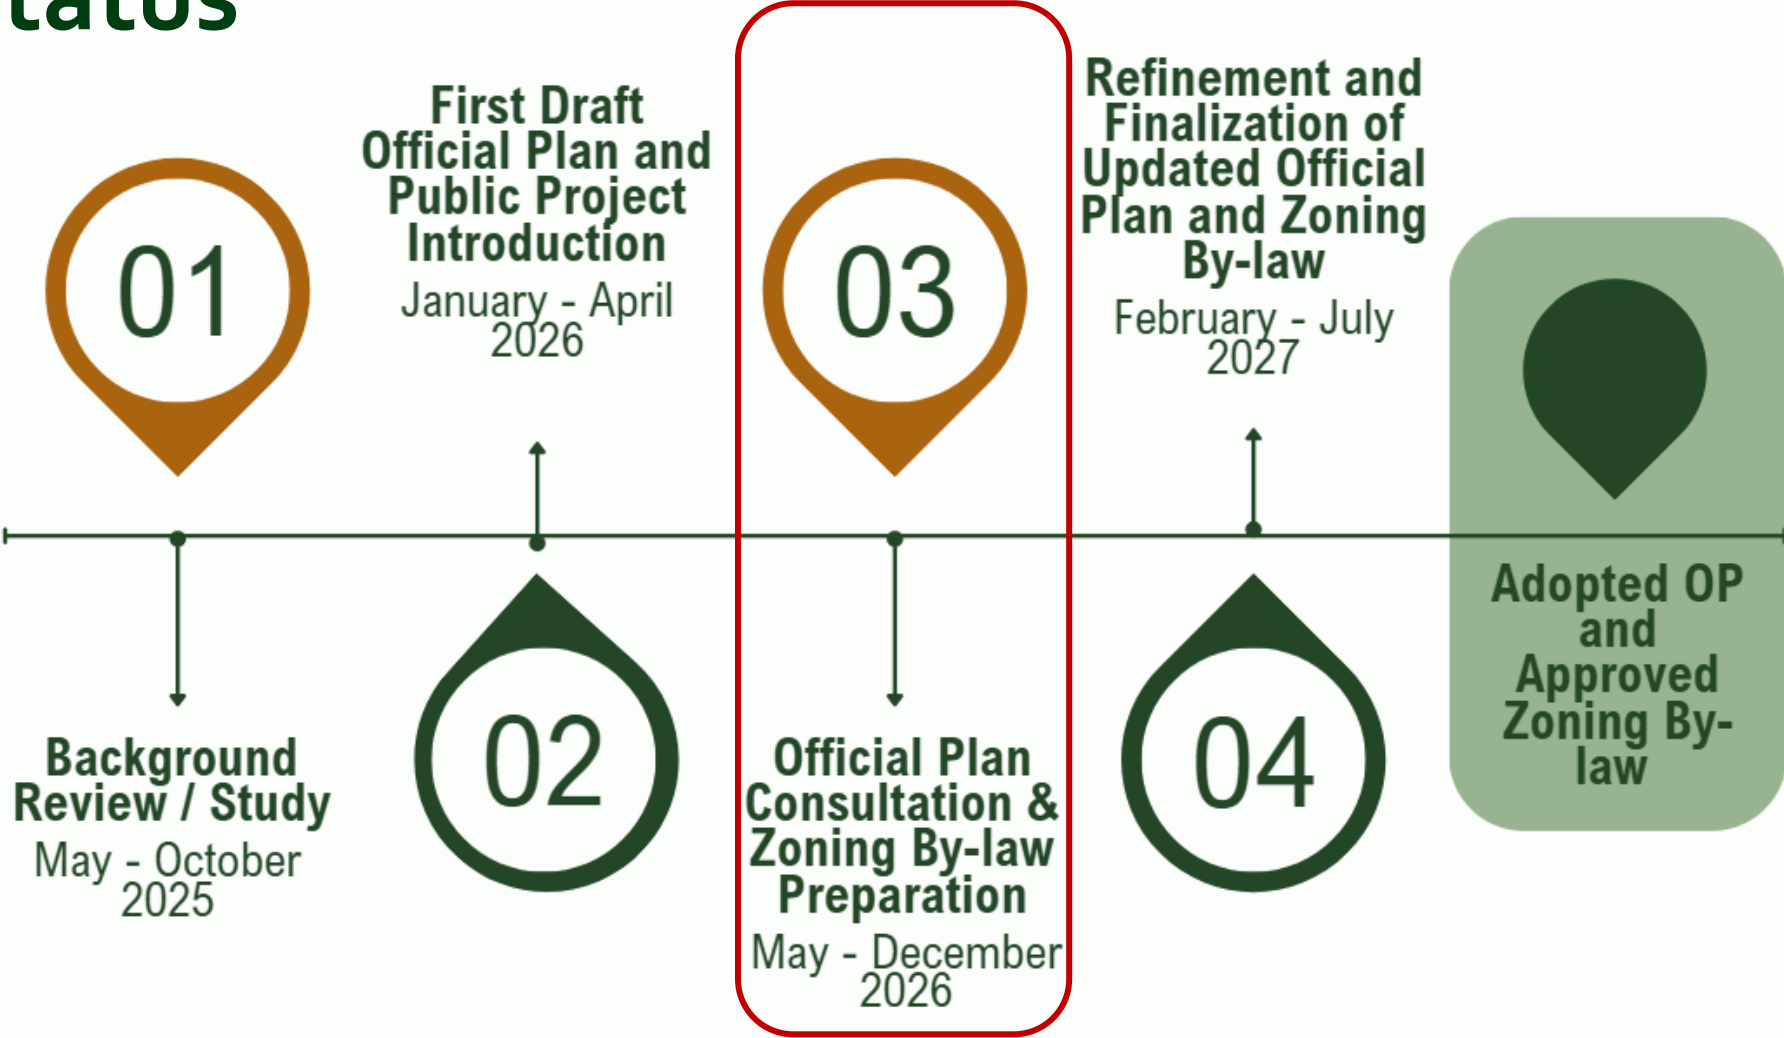 01
Background
Review / Study
May - October
2025
First Draft
Official Plan and
Public Project
Introduction
January - April
2026
02
03
Official Plan
Consultation &
Zoning By-law
Preparation
May - December
2026
Refinement and
Finalization of
Updated Official
Plan and Zoning
By-law
February - July
2027
04
Adopted OP
and
Approved
Zoning By-
law